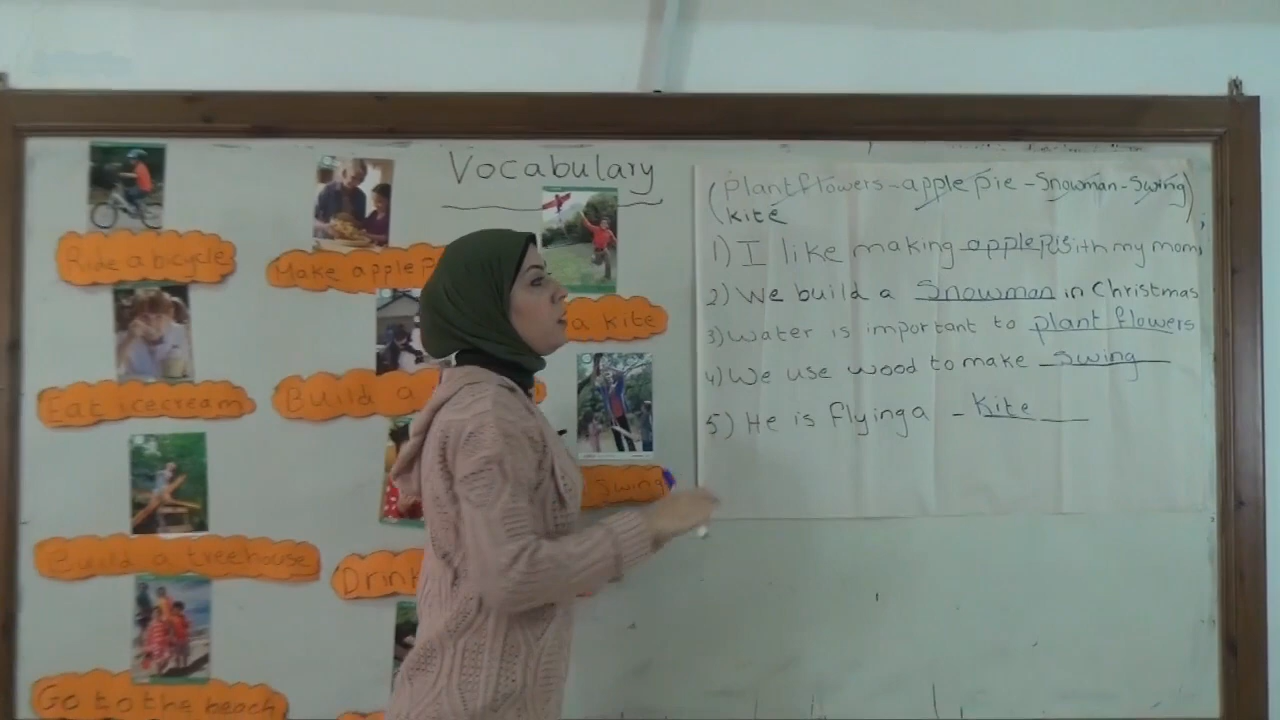 Vocabulary
Ride a bicycle
Make apple p
a kite
Eat icecream
Build a
swing
Build a treehouse
Drin
Go to the beach
(plant flowers - apple pie - Snowman - Swing)
kite
1) I like making apple with my mom
2) We build a Snowman in Christmas
3) Water is important to plant flowers
4) We use wood to make swing
5) He is flying a - Kite